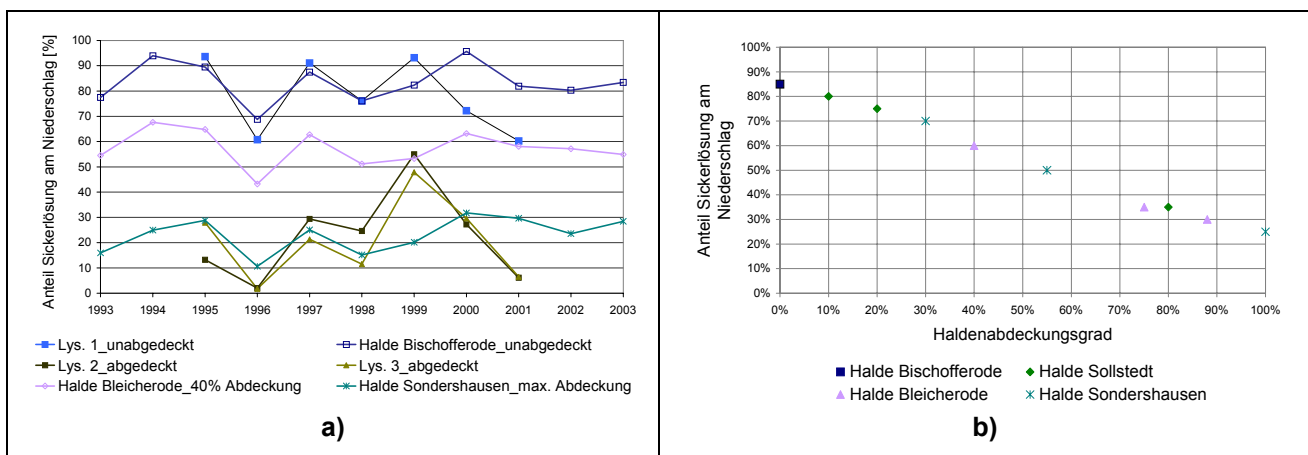 Anteil Sickerlösung am Niederschlag [%]
100
90
80
70
60
50
40
30
20
10
0
1993 1994 1995 1996 1997 1998 1999 2000 2001 2002 2003
Lys. 1_unabgedeckt
Halde Bischofferode_unabgedeckt
Lys. 2_abgedeckt
Lys. 3_abgedeckt
Halde Bleicherode_40% Abdeckung
Halde Sondershausen_max. Abdeckung
a)
Anteil Sickerlösung am
Niederschlag
100%
90%
80%
70%
60%
50%
40%
30%
20%
10%
0%
0% 10% 20% 30% 40% 50% 60% 70% 80% 90% 100%
Haldenabdeckungsgrad
Halde Bischofferode
Halde Sollstedt
Halde Bleicherode
Halde Sondershausen
b)